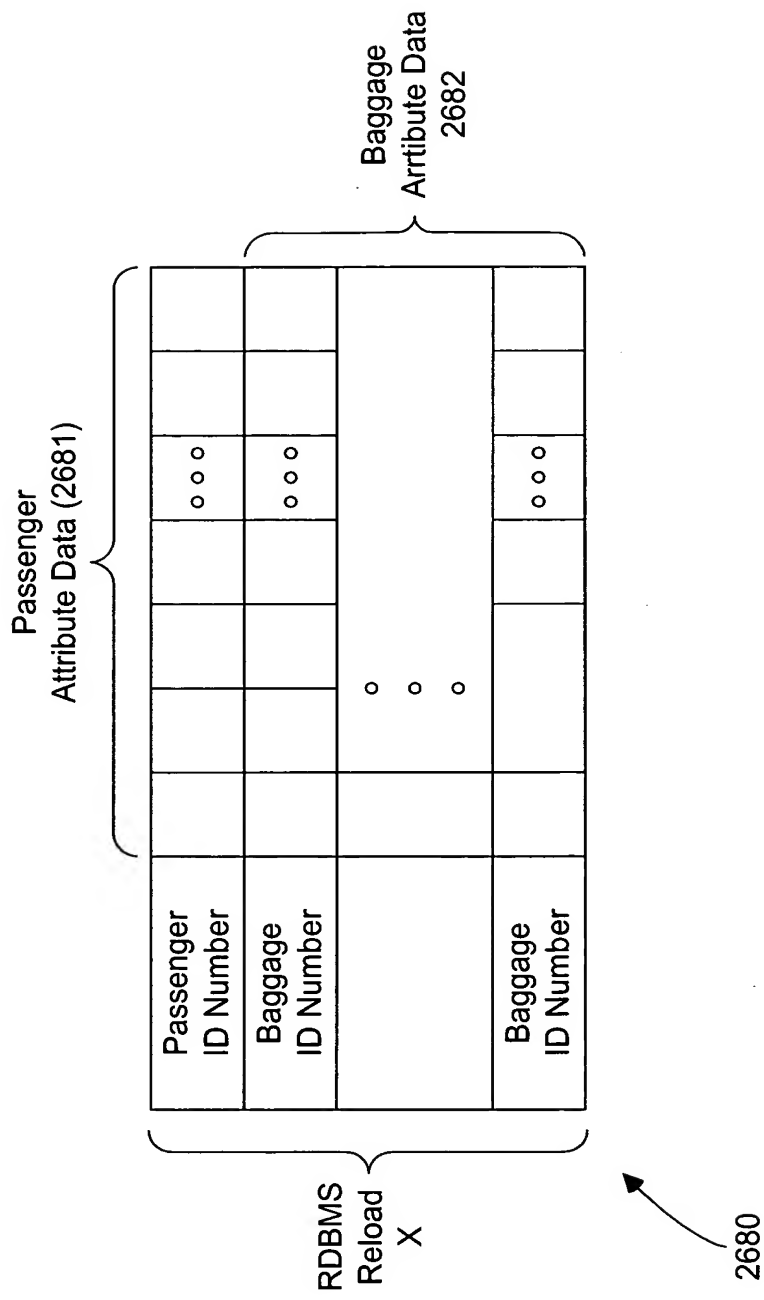 Passenger
Attribute Data (2681)
RDBMS
Reload
X
Passenger
ID Number
Baggage
ID Number
Baggage
ID Number
Baggage
Arrtibute Data
2682
2680